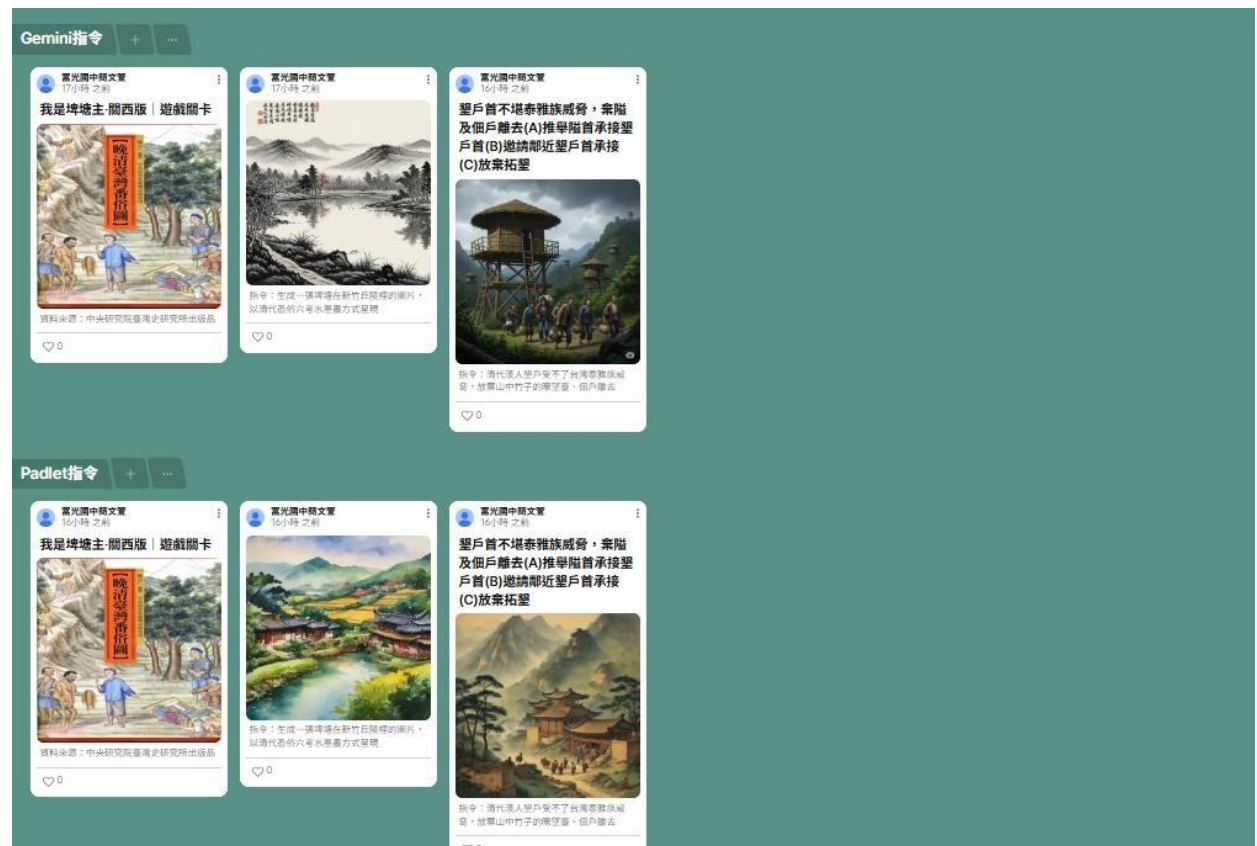 Gemini指令
+
...
富光國中簡文萱
17小時 之前
我是埤塘主·關西版｜遊戲關卡
【晚清臺灣番俗圖】
資料來源：中央研究院臺灣史研究所出版品
0
富光國中簡文萱
17小時 之前
指令：生成一張埤塘在新竹丘陵裡的圖片，
以清代番俗六考水墨畫方式呈現
0
富光國中簡文萱
16小時 之前
墾戶首不堪泰雅族威脅，棄隘
及佃戶離去(A)推舉隘首承接墾
戶首(B)邀請鄰近墾戶首承接
(C)放棄拓墾
指令：清代漢人墾戶受不了台灣泰雅族威
脅，放棄山中竹子的瞭望臺、佃戶離去
0
Padlet指令
+
...
富光國中簡文萱
16小時 之前
我是埤塘主·關西版｜遊戲關卡
【晚清臺灣番俗圖】
資料來源：中央研究院臺灣史研究所出版品
0
富光國中簡文萱
16小時 之前
指令：生成一張埤塘在新竹丘陵裡的圖片，
以清代番俗六考水墨畫方式呈現
0
富光國中簡文萱
16小時 之前
墾戶首不堪泰雅族威脅，棄隘
及佃戶離去(A)推舉隘首承接墾
戶首(B)邀請鄰近墾戶首承接
(C)放棄拓墾
指令：清代漢人墾戶受不了台灣泰雅族威
脅，放棄山中竹子的瞭望臺、佃戶離去